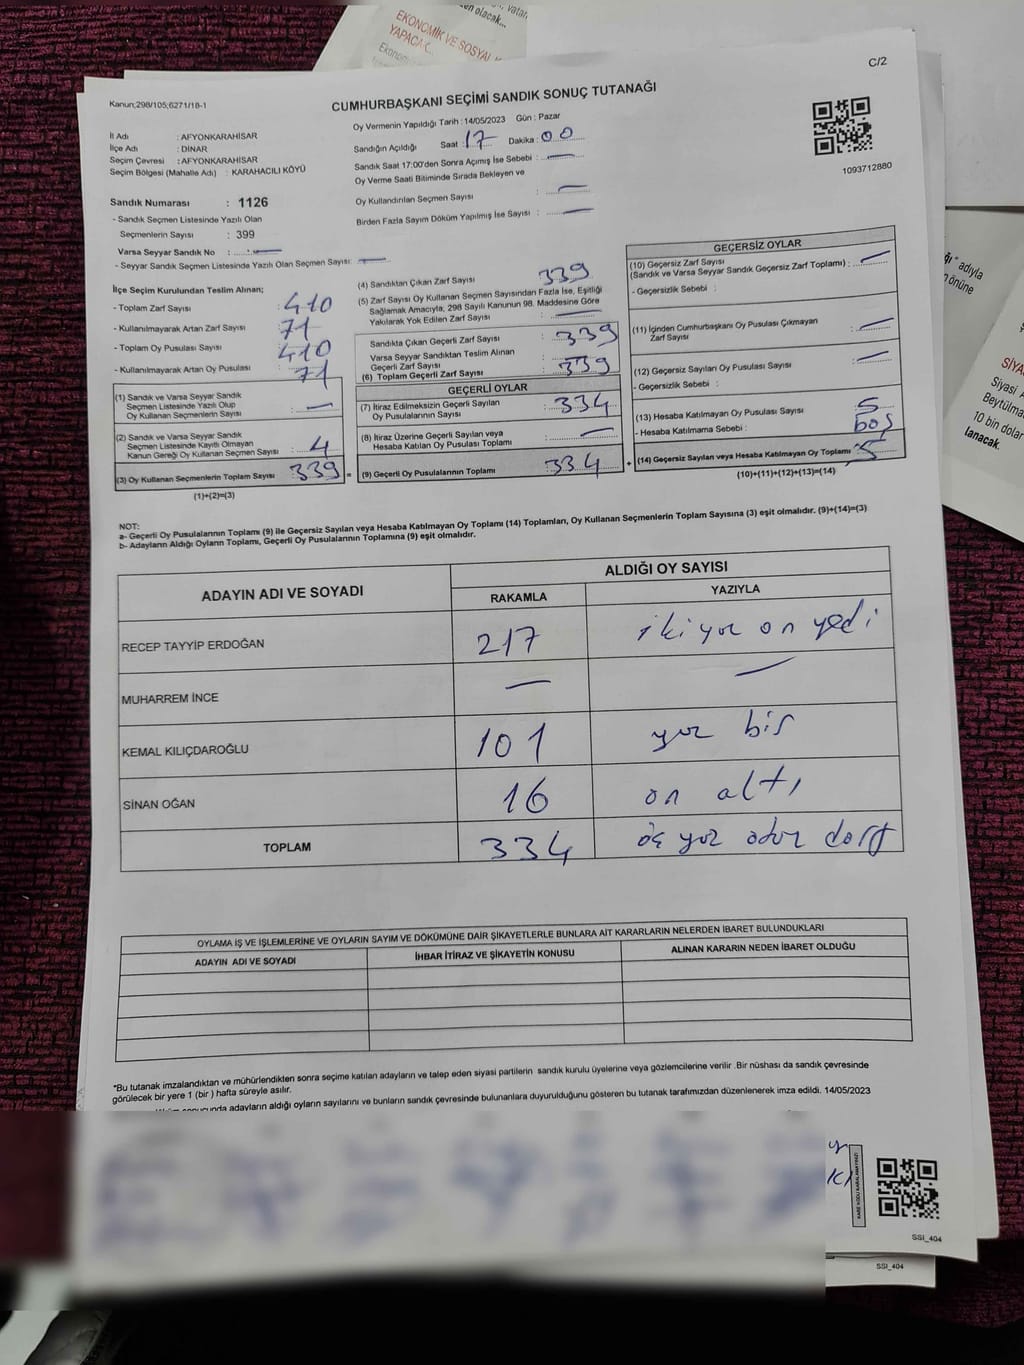 en olacak...
, vatan
EKONOMİK VE SOSYAL
YAPACA
C/2
Kanun;298/105;6271/18-1
CUMHURBAŞKANI SEÇİMİ SANDIK SONUÇ TUTANAĞI
İl Adı : AFYONKARAHİSAR
İlçe Adı : DİNAR
Seçim Çevresi : AFYONKARAHİSAR
Seçim Bölgesi (Mahalle Adı) : KARAHACILI KÖYÜ
Oy Vermenin Yapıldığı Tarih : 14/05/2023 Gün : Pazar
Sandığın Açıldığı Saat : 17 Dakika : 00
Sandık Saat 17:00'den Sonra Açımış İse Sebebi : —
Oy Verme Saati Bitiminde Sırada Bekleyen ve
Oy Kullandırılan Seçmen Sayısı : —
Birden Fazla Sayım Döküm Yapılmış İse Sayısı : —
1093712880
Sandık Numarası : 1126
- Sandık Seçmen Listesinde Yazılı Olan
Seçmenlerin Sayısı : 399
Varsa Seyyar Sandık No : —
- Seyyar Sandık Seçmen Listesinde Yazılı Olan Seçmen Sayısı: —
İlçe Seçim Kurulundan Teslim Alınan;
- Toplam Zarf Sayısı : 410
- Kullanılmayarak Artan Zarf Sayısı : 71
- Toplam Oy Pusulası Sayısı : 410
- Kullanılmayarak Artan Oy Pusulası : 71
(1) Sandık ve Varsa Seyyar Sandık
Seçmen Listesinde Yazılı Olup
Oy Kullanan Seçmenlerin Sayısı : —
(2) Sandık ve Varsa Seyyar Sandık
Seçmen Listesinde Kayıtlı Olmayan
Kanun Gereği Oy Kullanan Seçmen Sayısı : 4
(3) Oy Kullanan Seçmenlerin Toplam Sayısı : 339 =
(1)+(2)=(3)
(4) Sandıktan Çıkan Zarf Sayısı : 339
(5) Zarf Sayısı Oy Kullanan Seçmen Sayısından Fazla İse, Eşitliği
Sağlamak Amacıyla, 298 Sayılı Kanunun 98. Maddesine Göre
Yakılarak Yok Edilen Zarf Sayısı : —
Sandıkta Çıkan Geçerli Zarf Sayısı : 339
Varsa Seyyar Sandıktan Teslim Alınan
Geçerli Zarf Sayısı
(6) Toplam Geçerli Zarf Sayısı : 339
GEÇERLİ OYLAR
(7) İtiraz Edilmeksizin Geçerli Sayılan
Oy Pusulalarının Sayısı : 334
(8) İtiraz Üzerine Geçerli Sayılan veya
Hesaba Katılan Oy Pusulası Toplamı : —
(9) Geçerli Oy Pusulalarının Toplamı : 334 +
GEÇERSİZ OYLAR
(10) Geçersiz Zarf Sayısı
(Sandık ve Varsa Seyyar Sandık Geçersiz Zarf Toplamı) : —
- Geçersizlik Sebebi :
(11) İçinden Cumhurbaşkanı Oy Pusulası Çıkmayan
Zarf Sayısı : —
(12) Geçersiz Sayılan Oy Pusulası Sayısı : —
- Geçersizlik Sebebi :
(13) Hesaba Katılmayan Oy Pusulası Sayısı : 5
- Hesaba Katılmama Sebebi : boş
(14) Geçersiz Sayılan veya Hesaba Katılmayan Oy Toplamı : 5
(10)+(11)+(12)+(13)=(14)
NOT:
a- Geçerli Oy Pusulalarının Toplamı (9) ile Geçersiz Sayılan veya Hesaba Katılmayan Oy Toplamı (14) Toplamları, Oy Kullanan Seçmenlerin Toplam Sayısına (3) eşit olmalıdır. (9)+(14)=(3)
b- Adayların Aldığı Oyların Toplamı, Geçerli Oy Pusulalarının Toplamına (9) eşit olmalıdır.
ADAYIN ADI VE SOYADI
ALDIĞI OY SAYISI
RAKAMLA YAZIYLA
RECEP TAYYİP ERDOĞAN 217 iki yüz on yedi
MUHARREM İNCE — —
KEMAL KILIÇDAROĞLU 101 yüz bir
SİNAN OĞAN 16 on altı
TOPLAM 334 üç yüz otuz dört
OYLAMA İŞ VE İŞLEMLERİNE VE OYLARIN SAYIM VE DÖKÜMÜNE DAİR ŞİKAYETLERLE BUNLARA AİT KARARLARIN NELERDEN İBARET BULUNDUKLARI
ADAYIN ADI VE SOYADI İHBAR İTİRAZ VE ŞİKAYETİN KONUSU ALINAN KARARIN NEDEN İBARET OLDUĞU
*Bu tutanak imzalandıktan ve mühürlendikten sonra seçime katılan adayların ve talep eden siyasi partilerin sandık kurulu üyelerine veya gözlemcilerine verilir .Bir nüshası da sandık çevresinde
görülecek bir yere 1 (bir ) hafta süreyle asılır.
adayların aldığı oyların sayılarını ve bunların sandık çevresinde bulunanlara duyurulduğunu gösteren bu tutanak tarafımızdan düzenlenerek imza edildi. 14/05/2023
KARE KODU KARALAMAYINIZ!
SSI_404
SSI_404
ğı" adıyla
önüne
SİYA
Siyasi
Beytülma
10 bin dolar
lanacak.